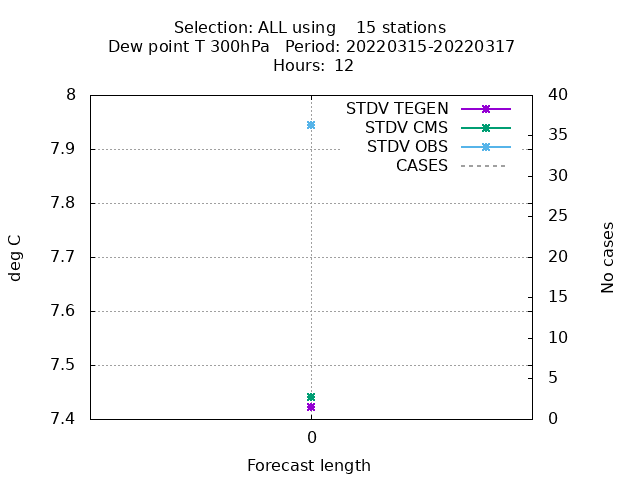 Selection: ALL using    15 stations
Dew point T 300hPa   Period: 20220315-20220317
Hours: 12
8
7.9
7.8
7.7
7.6
7.5
7.4
deg C
STDV TEGEN
STDV CMS
STDV OBS
CASES
40
35
30
25
20
15
10
5
0
No cases
0
Forecast length